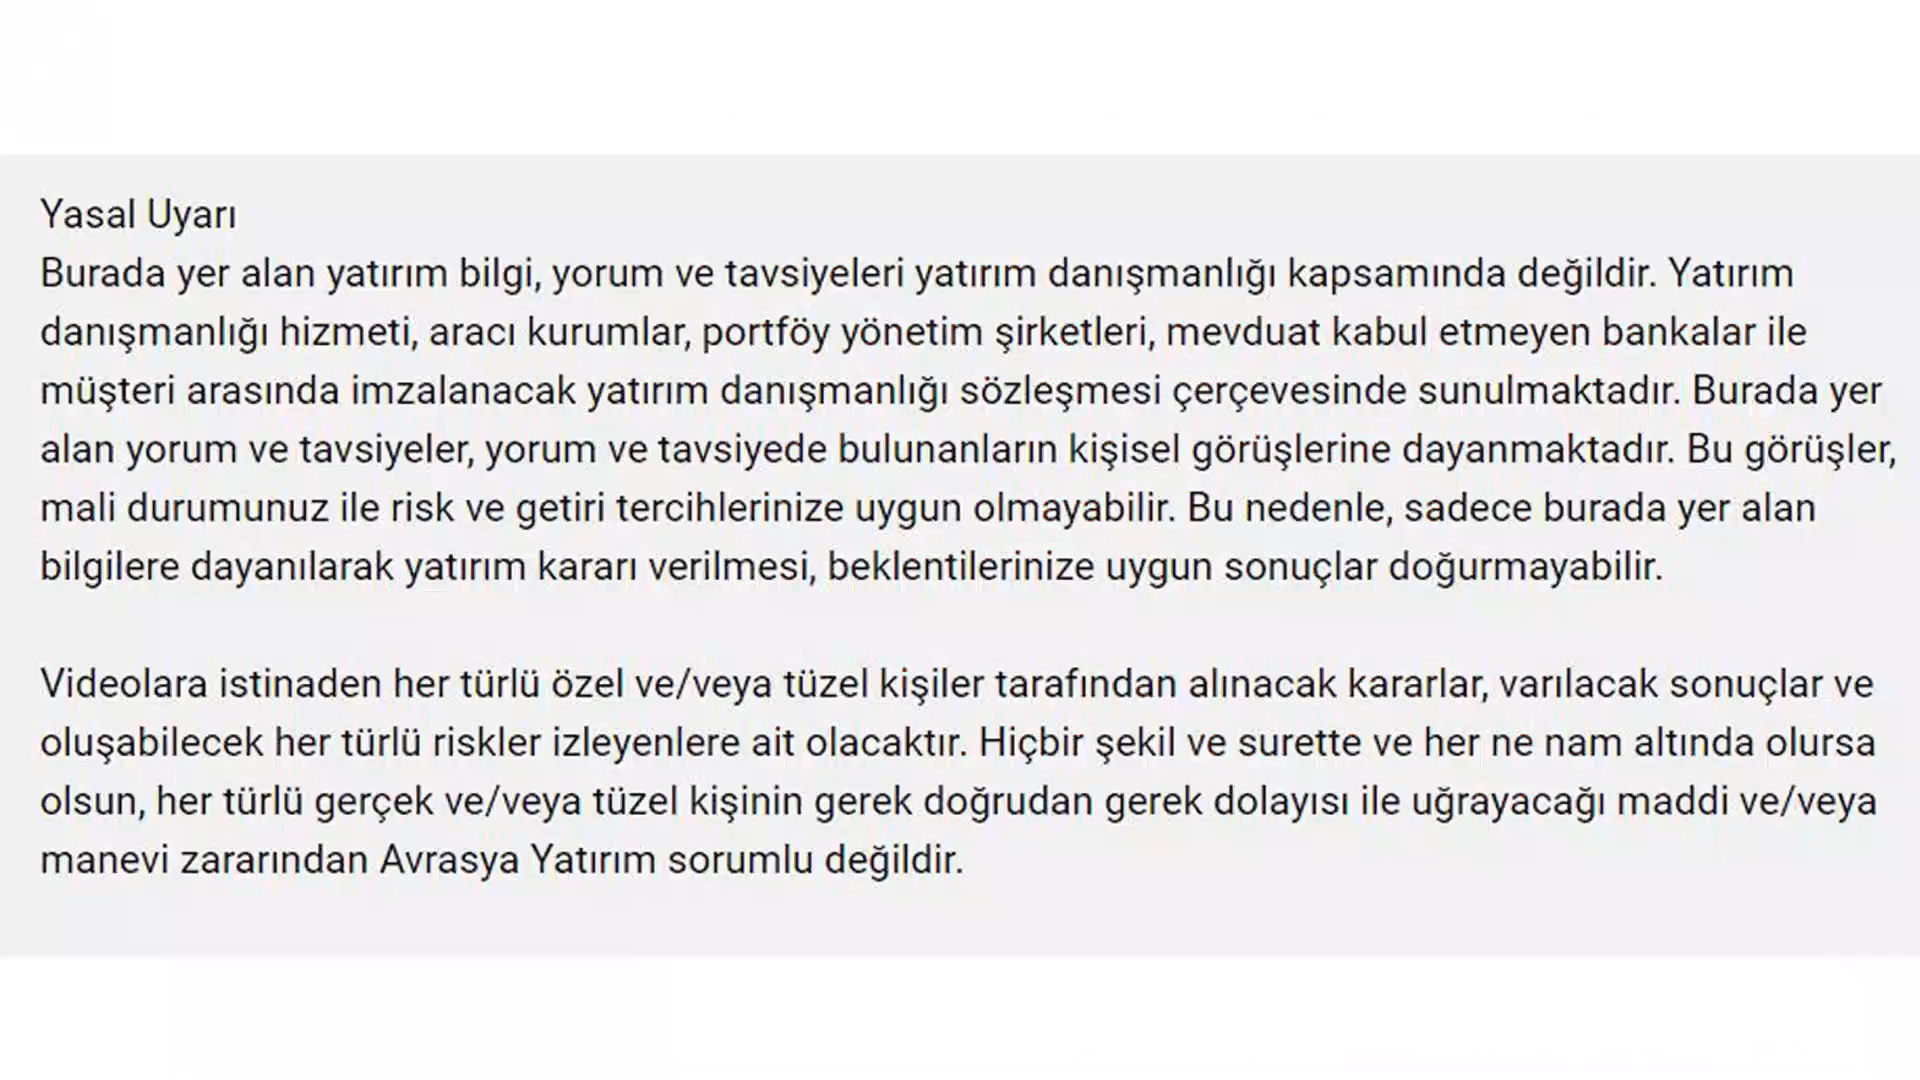 Yasal Uyarı
Burada yer alan yatırım bilgi, yorum ve tavsiyeleri yatırım danışmanlığı kapsamında değildir. Yatırım
danışmanlığı hizmeti, aracı kurumlar, portföy yönetim şirketleri, mevduat kabul etmeyen bankalar ile
müşteri arasında imzalanacak yatırım danışmanlığı sözleşmesi çerçevesinde sunulmaktadır. Burada yer
alan yorum ve tavsiyeler, yorum ve tavsiyede bulunanların kişisel görüşlerine dayanmaktadır. Bu görüşler,
mali durumunuz ile risk ve getiri tercihlerinize uygun olmayabilir. Bu nedenle, sadece burada yer alan
bilgilere dayanılarak yatırım kararı verilmesi, beklentilerinize uygun sonuçlar doğurmayabilir.
Videolara istinaden her türlü özel ve/veya tüzel kişiler tarafından alınacak kararlar, varılacak sonuçlar ve
oluşabilecek her türlü riskler izleyenlere ait olacaktır. Hiçbir şekil ve surette ve her ne nam altında olursa
olsun, her türlü gerçek ve/veya tüzel kişinin gerek doğrudan gerek dolayısı ile uğrayacağı maddi ve/veya
manevi zararından Avrasya Yatırım sorumlu değildir.